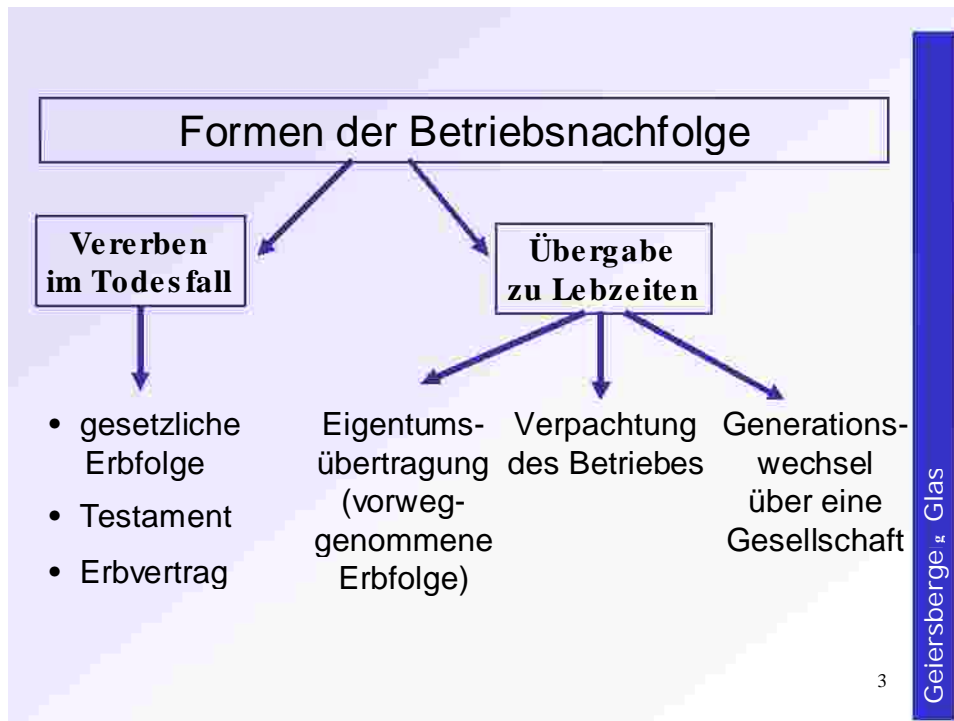 Formen der Betriebsnachfolge
Vererben
im Todesfall
Übergabe
zu Lebzeiten
• gesetzliche
Erbfolge
• Testament
• Erbvertrag
Eigentums-
übertragung
(vorweg-
genommene
Erbfolge)
Verpachtung
des Betriebes
Generations-
wechsel
über eine
Gesellschaft
Geiersberge Glas
3